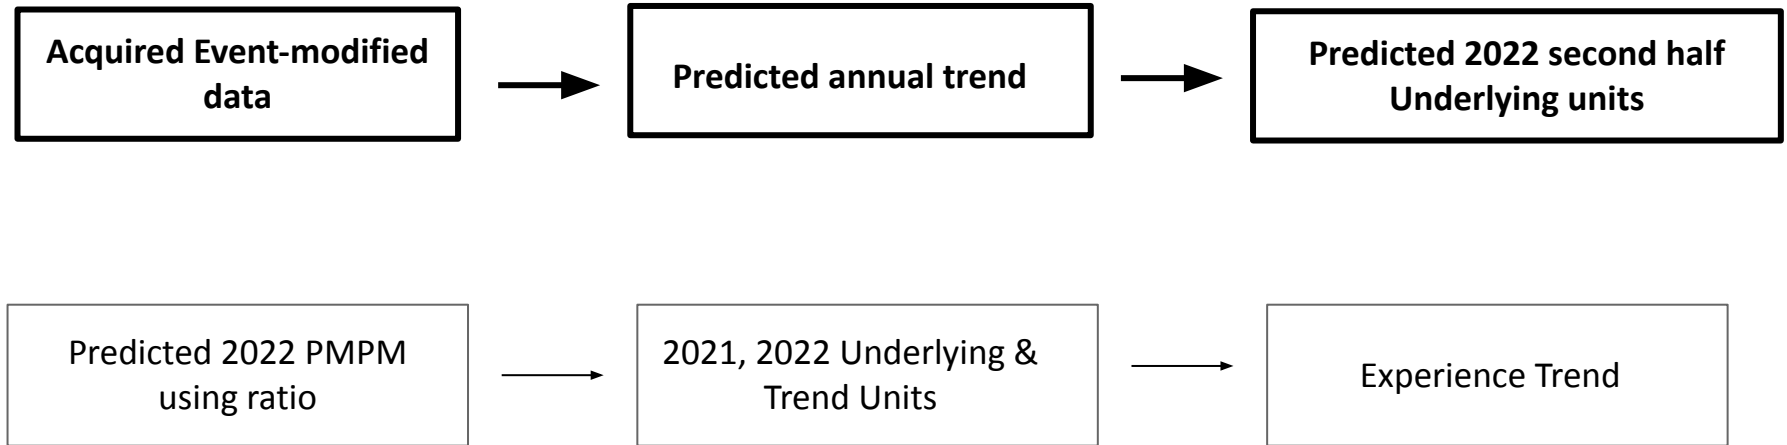 Acquired Event-modified
data
Predicted annual trend
Predicted 2022 second half
Underlying units
Predicted 2022 PMPM
using ratio
2021, 2022 Underlying &
Trend Units
Experience Trend